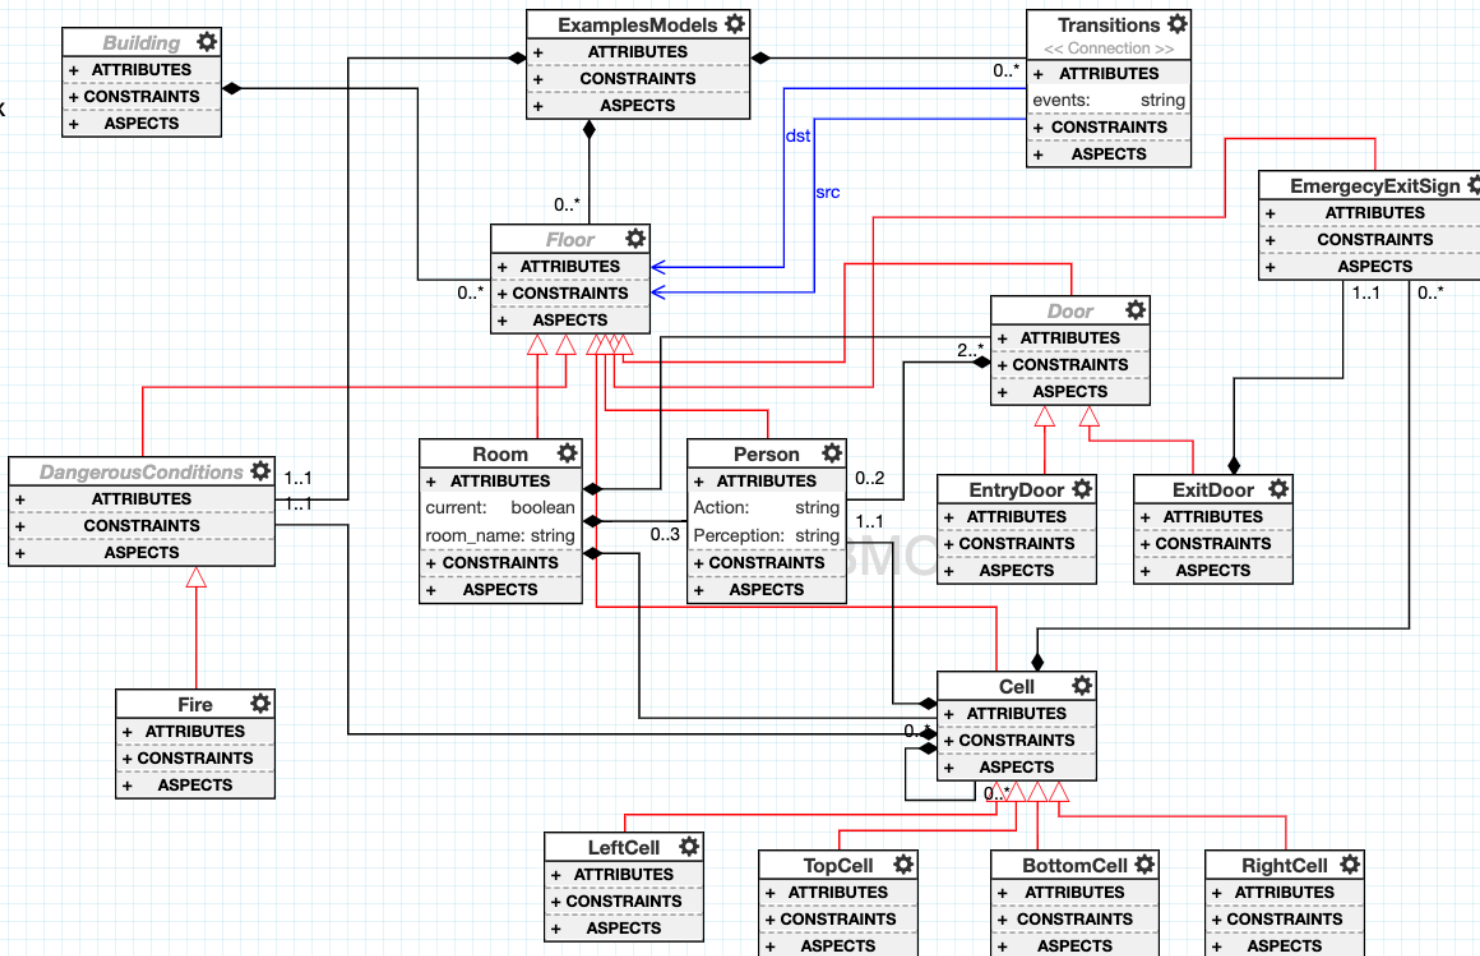 Building
+ ATTRIBUTES
+ CONSTRAINTS
+ ASPECTS
ExamplesModels
+ ATTRIBUTES
+ CONSTRAINTS
+ ASPECTS
Transitions
<< Connection >>
+ ATTRIBUTES
events: string
+ CONSTRAINTS
+ ASPECTS
0..*
x
dst
src
EmergecyExitSign
+ ATTRIBUTES
+ CONSTRAINTS
+ ASPECTS
0..*
Floor
+ ATTRIBUTES
+ CONSTRAINTS
+ ASPECTS
0..*
1..1
0..*
Door
+ ATTRIBUTES
+ CONSTRAINTS
+ ASPECTS
2..*
DangerousConditions
+ ATTRIBUTES
+ CONSTRAINTS
+ ASPECTS
1..1
1..1
Room
+ ATTRIBUTES
current: boolean
room_name: string
+ CONSTRAINTS
+ ASPECTS
0..3
Person
+ ATTRIBUTES
Action: string
Perception: string
+ CONSTRAINTS
+ ASPECTS
0..2
1..1
EntryDoor
+ ATTRIBUTES
+ CONSTRAINTS
+ ASPECTS
ExitDoor
+ ATTRIBUTES
+ CONSTRAINTS
+ ASPECTS
Fire
+ ATTRIBUTES
+ CONSTRAINTS
+ ASPECTS
Cell
+ ATTRIBUTES
+ CONSTRAINTS
+ ASPECTS
0..*
0..*
LeftCell
+ ATTRIBUTES
+ CONSTRAINTS
+ ASPECTS
TopCell
+ ATTRIBUTES
+ CONSTRAINTS
+ ASPECTS
BottomCell
+ ATTRIBUTES
+ CONSTRAINTS
+ ASPECTS
RightCell
+ ATTRIBUTES
+ CONSTRAINTS
+ ASPECTS